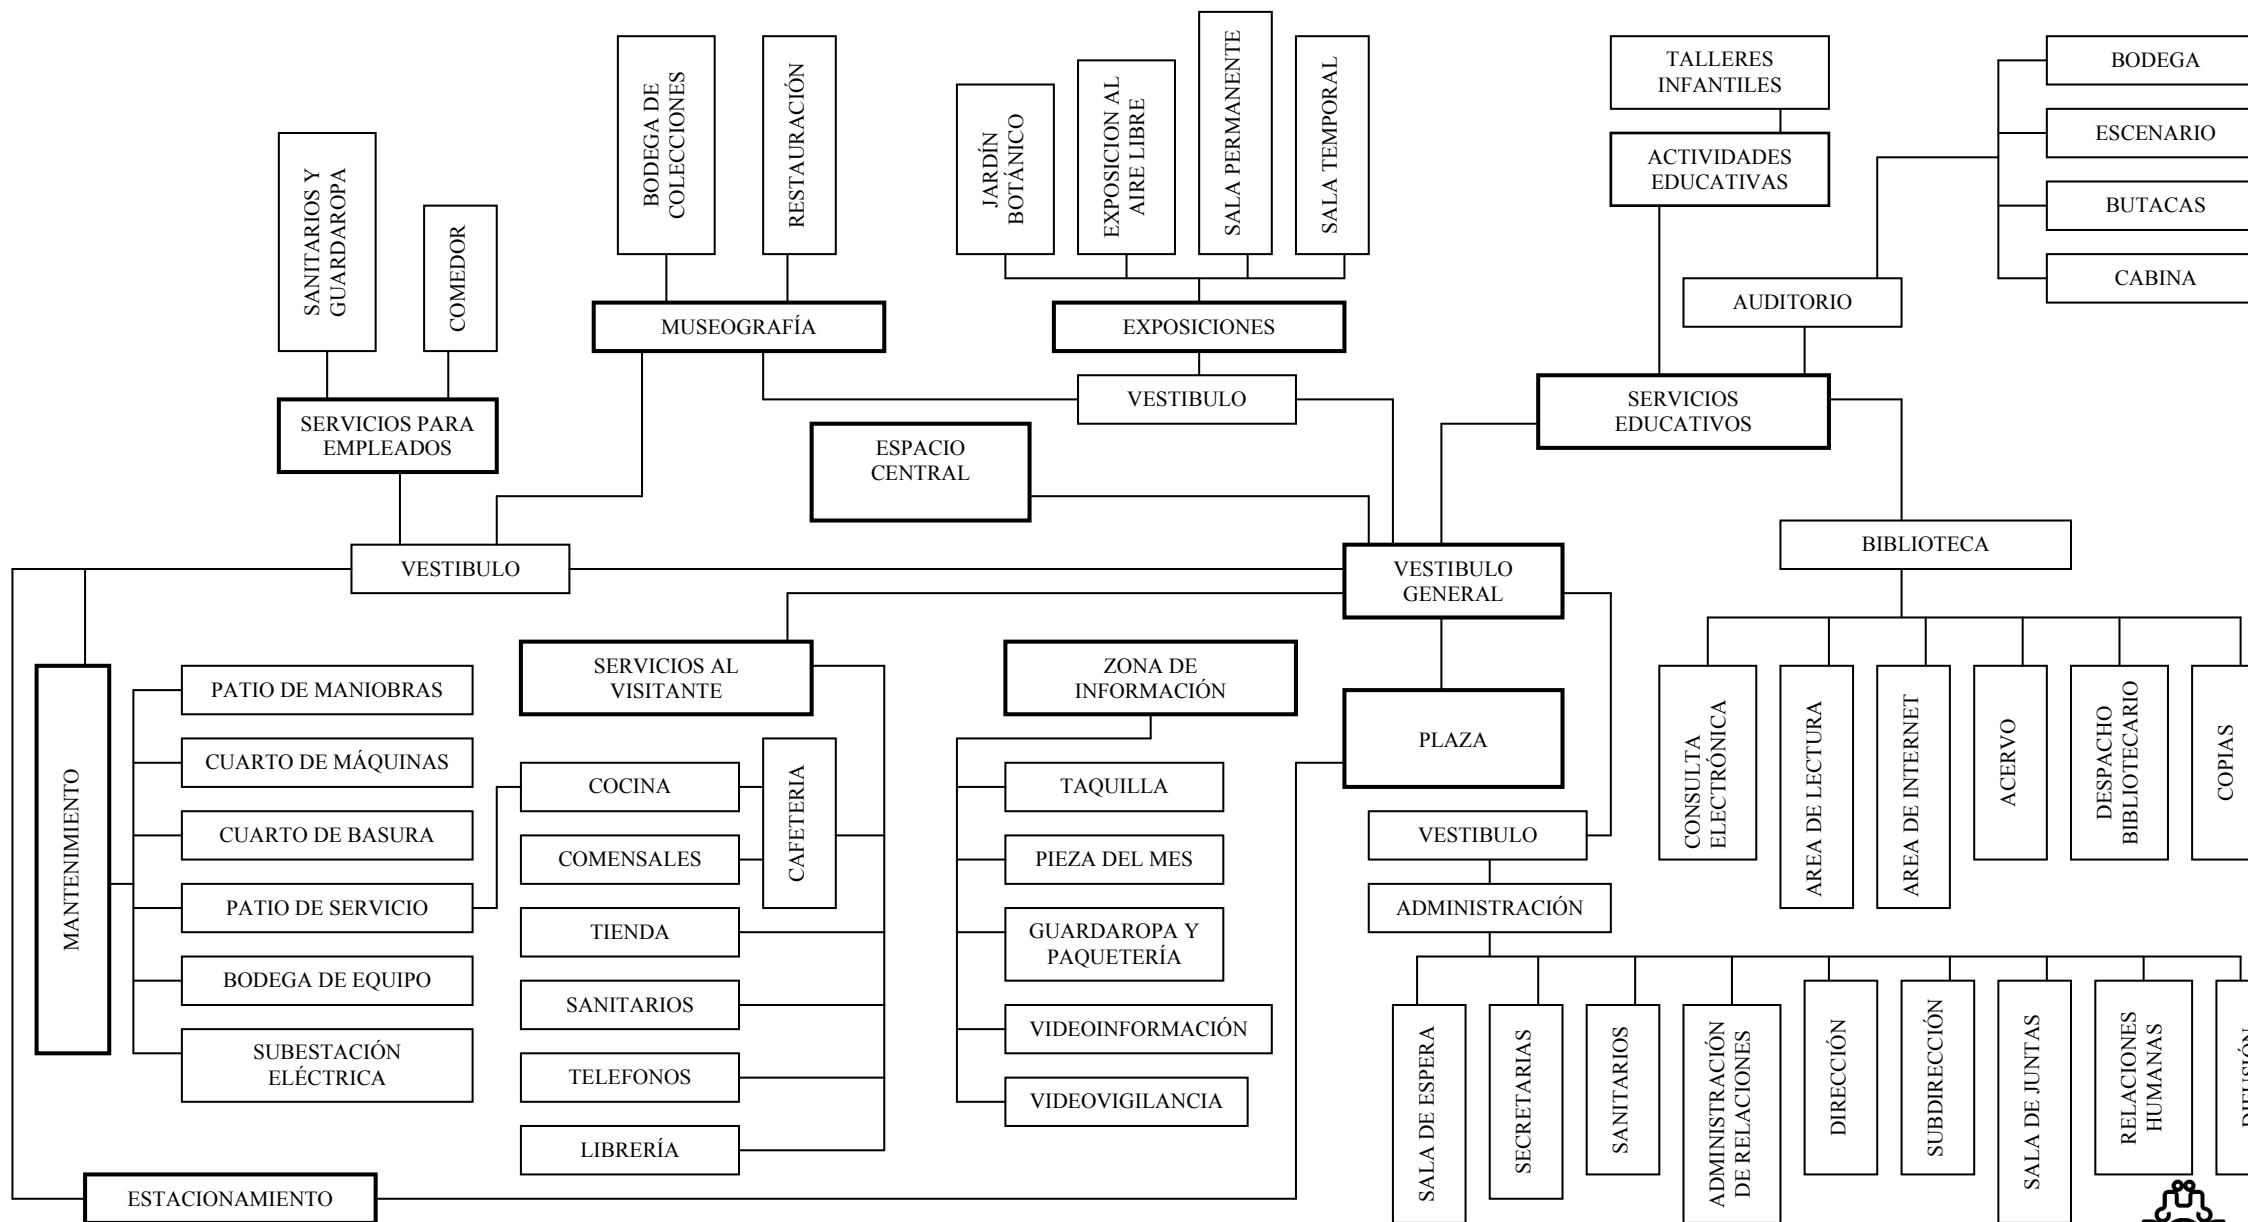 SANITARIOS Y
GUARDAROPA
COMEDOR
BODEGA DE
COLECCIONES
RESTAURACIÓN
JARDÍN
BOTÁNICO
EXPOSICION AL
AIRE LIBRE
SALA PERMANENTE
SALA TEMPORAL
TALLERES
INFANTILES
ACTIVIDADES
EDUCATIVAS
BODEGA
ESCENARIO
BUTACAS
CABINA
AUDITORIO
MUSEOGRAFÍA
EXPOSICIONES
VESTIBULO
SERVICIOS
EDUCATIVOS
SERVICIOS PARA
EMPLEADOS
ESPACIO
CENTRAL
VESTIBULO
VESTIBULO
GENERAL
BIBLIOTECA
MANTENIMIENTO
PATIO DE MANIOBRAS
CUARTO DE MÁQUINAS
CUARTO DE BASURA
PATIO DE SERVICIO
BODEGA DE EQUIPO
SUBESTACIÓN
ELÉCTRICA
SERVICIOS AL
VISITANTE
COCINA
COMENSALES
CAFETERIA
TIENDA
SANITARIOS
TELEFONOS
LIBRERÍA
ZONA DE
INFORMACIÓN
TAQUILLA
PIEZA DEL MES
GUARDAROPA Y
PAQUETERÍA
VIDEOINFORMACIÓN
VIDEOVIGILANCIA
PLAZA
VESTIBULO
ADMINISTRACIÓN
CONSULTA
ELECTRÓNICA
AREA DE LECTURA
AREA DE INTERNET
ACERVO
DESPACHO
BIBLIOTECARIO
COPIAS
SALA DE ESPERA
SECRETARIAS
SANITARIOS
ADMINISTRACIÓN
DE RELACIONES
DIRECCIÓN
SUBDIRECCIÓN
SALA DE JUNTAS
RELACIONES
HUMANAS
ESTACIONAMIENTO